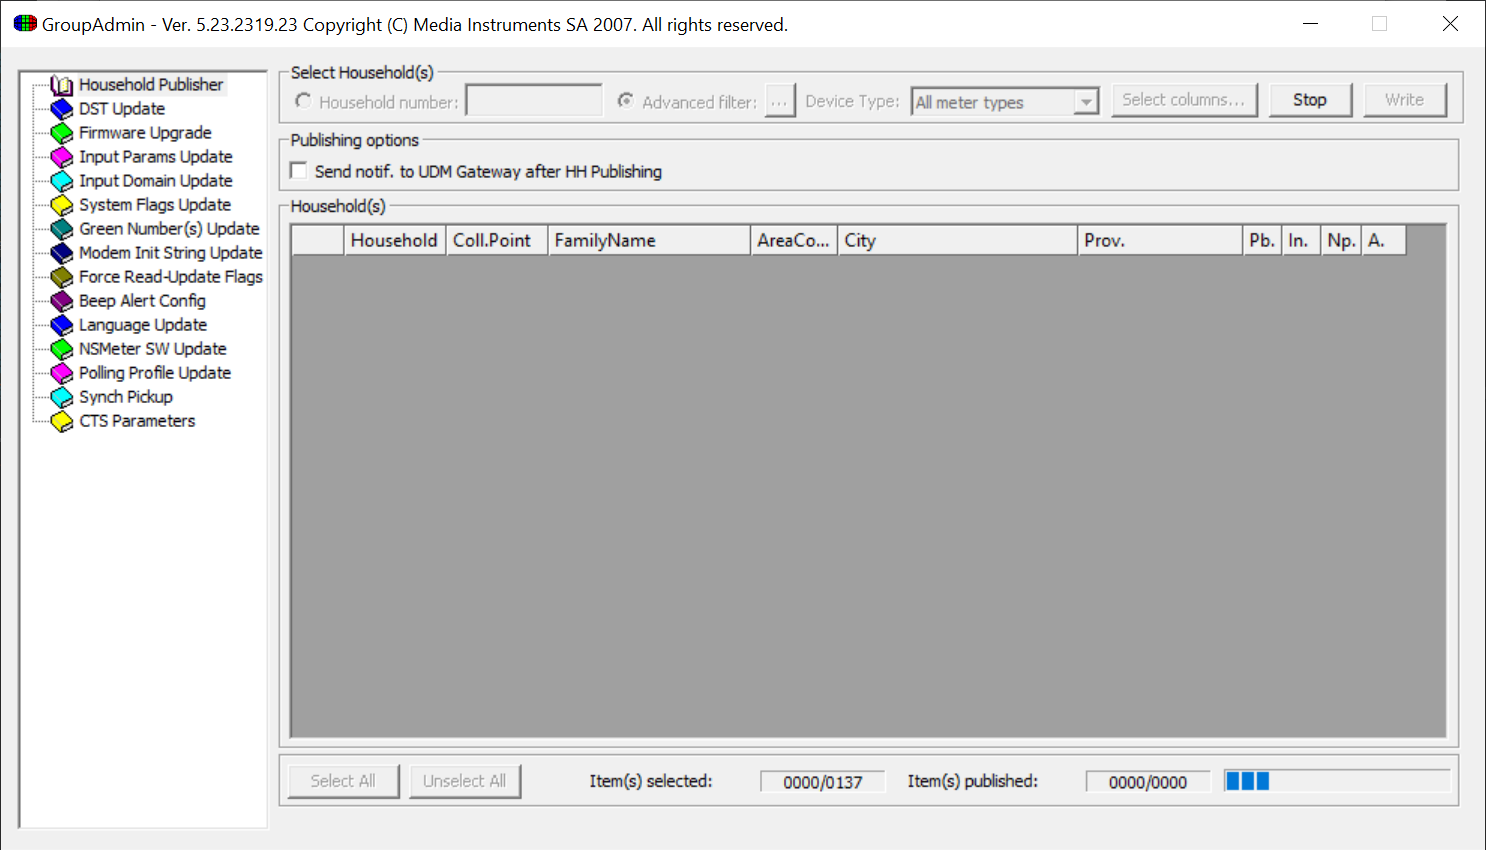 GroupAdmin - Ver. 5.23.2319.23 Copyright (C) Media Instruments SA 2007. All rights reserved.
Household Publisher
DST Update
Firmware Upgrade
Input Params Update
Input Domain Update
System Flags Update
Green Number(s) Update
Modem Init String Update
Force Read-Update Flags
Beep Alert Config
Language Update
NSMeter SW Update
Polling Profile Update
Synch Pickup
CTS Parameters
Select Household(s)
Household number: Advanced filter: ... Device Type: All meter types Select columns... Stop Write
Publishing options
Send notif. to UDM Gateway after HH Publishing
Household(s)
Household Coll.Point FamilyName AreaCo... City Prov. Pb. In. Np. A.
Select All Unselect All Item(s) selected: 0000/0137 Item(s) published: 0000/0000